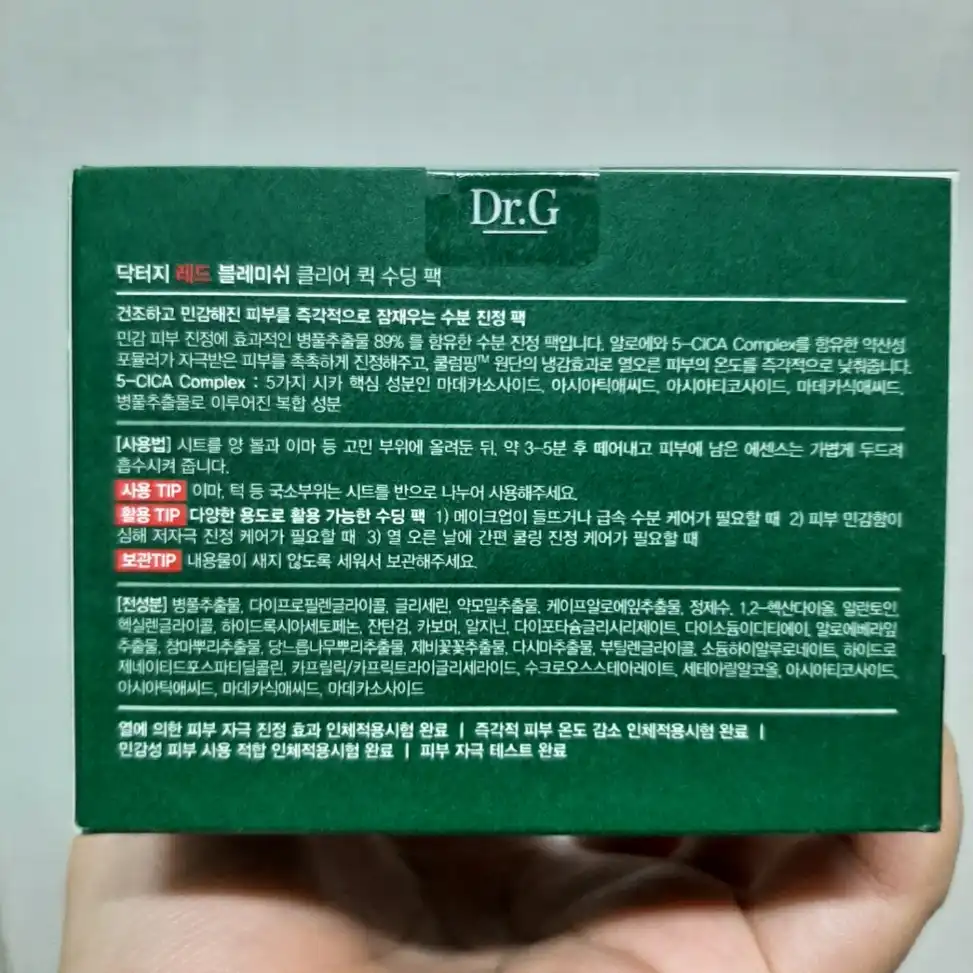 Dr.G
닥터지 레드 블레미쉬 클리어 퀵 수딩 팩
건조하고 민감해진 피부를 즉각적으로 잠재우는 수분 진정 팩
민감 피부 진정에 효과적인 병풀추출물 89% 를 함유한 수분 진정 팩입니다. 알로에와 5-CICA Complex를 함유한 약산성
포뮬러가 자극받은 피부를 촉촉하게 진정해주고, 쿨럼핑™ 원단의 냉감효과로 열오른 피부의 온도를 즉각적으로 낮춰줍니다.
5-CICA Complex : 5가지 시카 핵심 성분인 마데카소사이드, 아시아틱애씨드, 아시아티코사이드, 마데카식애씨드,
병풀추출물로 이루어진 복합 성분
[사용법] 시트를 양 볼과 이마 등 고민 부위에 올려둔 뒤, 약 3-5분 후 떼어내고 피부에 남은 에센스는 가볍게 두드려
흡수시켜 줍니다.
사용 TIP 이마, 턱 등 국소부위는 시트를 반으로 나누어 사용해주세요.
활용 TIP 다양한 용도로 활용 가능한 수딩 팩 1) 메이크업이 들뜨거나 급속 수분 케어가 필요할 때 2) 피부 민감함이
심해 저자극 진정 케어가 필요할 때 3) 열 오른 날에 간편 쿨링 진정 케어가 필요할 때
보관TIP 내용물이 새지 않도록 세워서 보관해주세요.
[전성분] 병풀추출물, 다이프로필렌글라이콜, 글리세린, 약모밀추출물, 케이프알로에잎추출물, 정제수, 1,2-헥산다이올, 알란토인,
헥실렌글라이콜, 하이드록시아세토페논, 잔탄검, 카보머, 알지닌, 다이포타슘글리시리제이트, 다이소듐이디티에이, 알로에베라잎
추출물, 참마뿌리추출물, 당느릅나무뿌리추출물, 제비꽃꽃추출물, 다시마추출물, 부틸렌글라이콜, 소듐하이알루로네이트, 하이드로
제네이티드포스파티딜콜린, 카프릴릭/카프릭트라이글리세라이드, 수크로오스스테아레이트, 세테아릴알코올, 아시아티코사이드,
아시아틱애씨드, 마데카식애씨드, 마데카소사이드
열에 의한 피부 자극 진정 효과 인체적용시험 완료 | 즉각적 피부 온도 감소 인체적용시험 완료 |
민감성 피부 사용 적합 인체적용시험 완료 | 피부 자극 테스트 완료